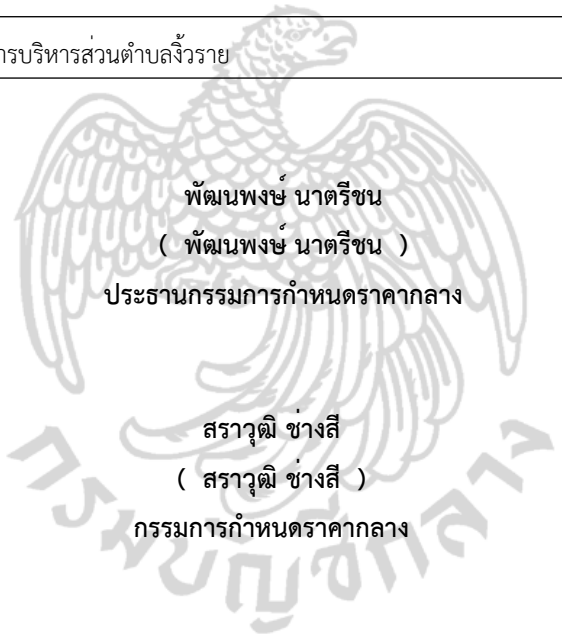 ารบริหารส่วนตำบลงิ้วราย
พัฒนพงษ์ นาตรีชน
( พัฒนพงษ์ นาตรีชน )
ประธานกรรมการกำหนดราคากลาง
สราวุฒิ ช่างสี
( สราวุฒิ ช่างสี )
กรรมการกำหนดราคากลาง
กรมบัญชีกลาง